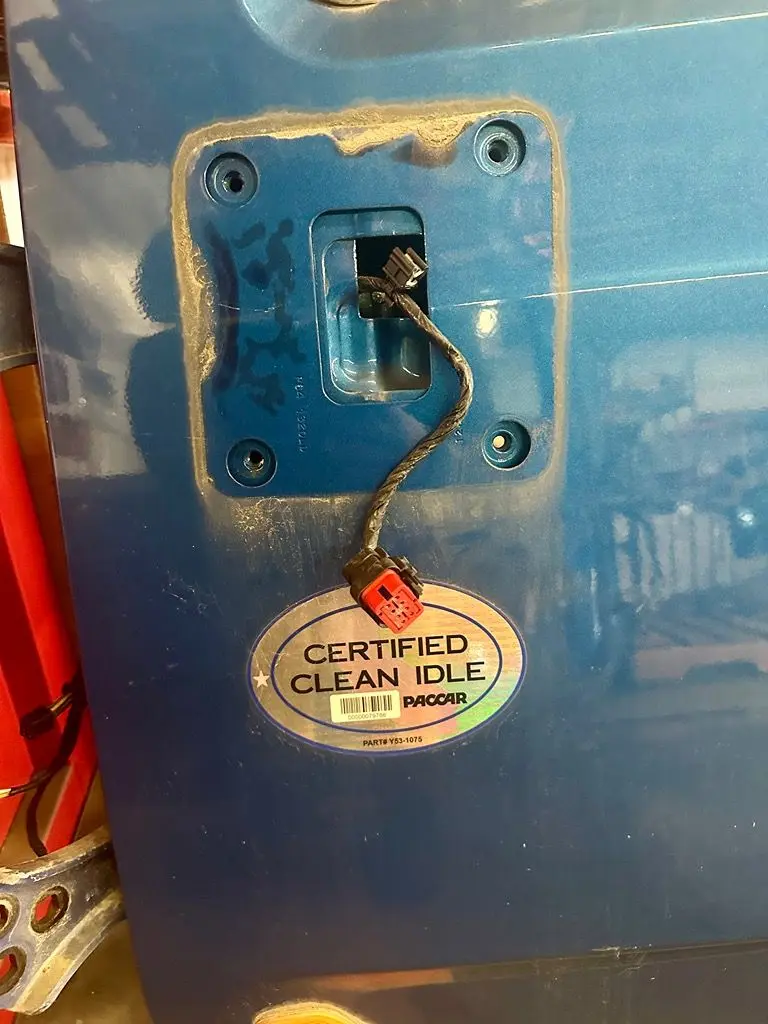 CERTIFIED
CLEAN IDLE
PACCAR
PART# Y53-1075